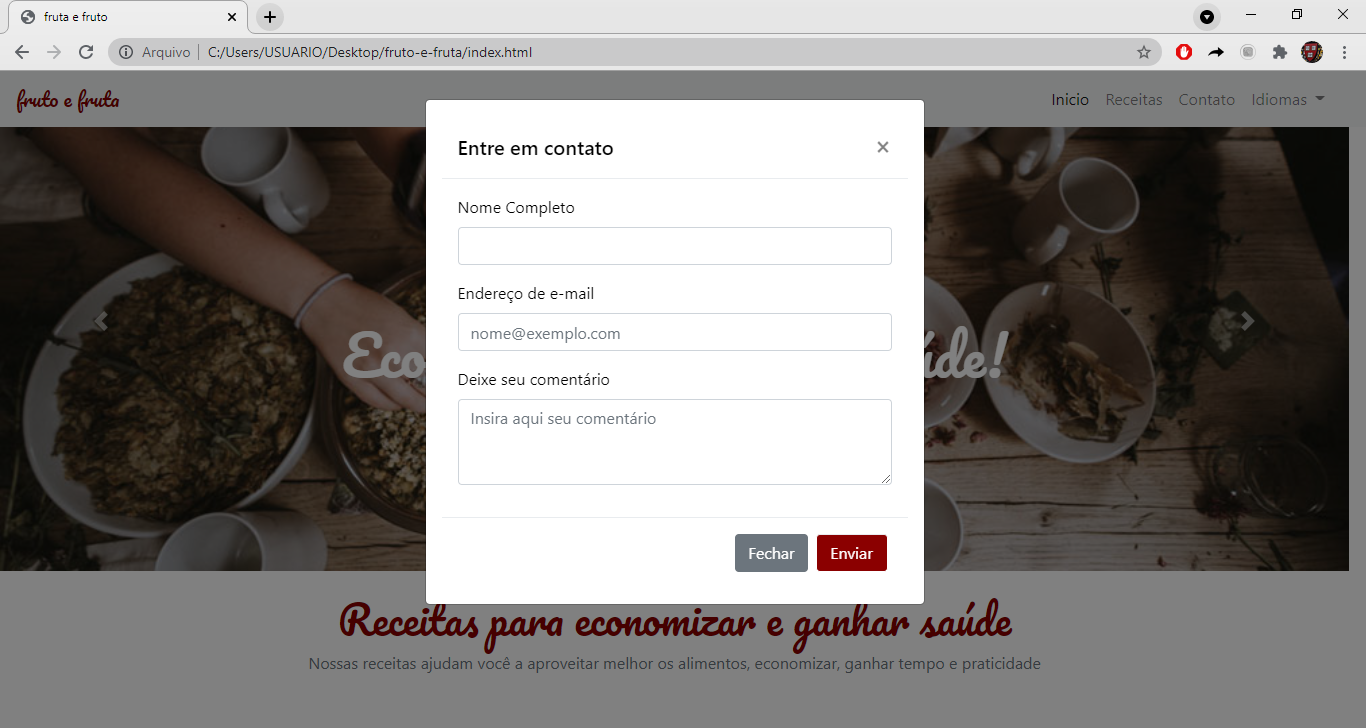 fruta e fruto
Arquivo C:/Users/USUARIO/Desktop/fruto-e-fruta/index.html
fruto e fruta
Inicio Receitas Contato Idiomas
Entre em contato ×
Nome Completo
Endereço de e-mail
nome@exemplo.com
Eco úde!
Deixe seu comentário
Insira aqui seu comentário
Fechar Enviar
Receitas para economizar e ganhar saúde
Nossas receitas ajudam você a aproveitar melhor os alimentos, economizar, ganhar tempo e praticidade